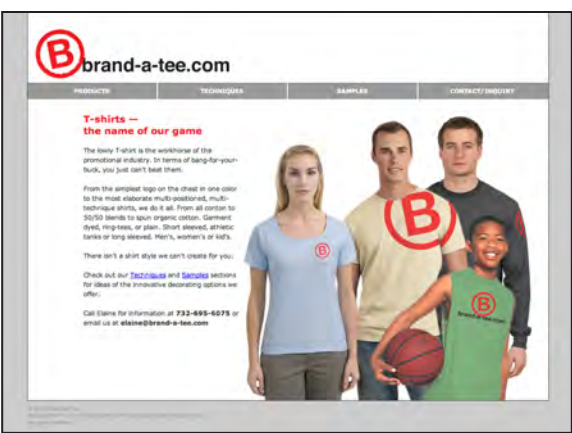 B
brand-a-tee.com
PRODUCTS
TECHNIQUES
SAMPLES
CONTACT/INQUIRY
T-shirts —
the name of our game
The lowly T-shirt is the workhorse of the
promotional industry. In terms of bang-for-your-
buck, you just can't beat them.
From the simplest logo on the chest in one color
to the most elaborate multi-positioned, multi-
technique shirts, we do it all. From all conton to
50/50 blends to spun organic cotton. Garment
dyed, ring-tees, or plain. Short sleeved, athletic
tanks or long sleeved. Men's, women's or kid's.
There isn't a shirt style we can't create for you.
Check out our Techniques and Samples sections
for ideas of the innovative decorating options we
offer.
Call Elaine for information at 732-695-6075 or
email us at elaine@brand-a-tee.com
B
B
B
brand-a-tee.com